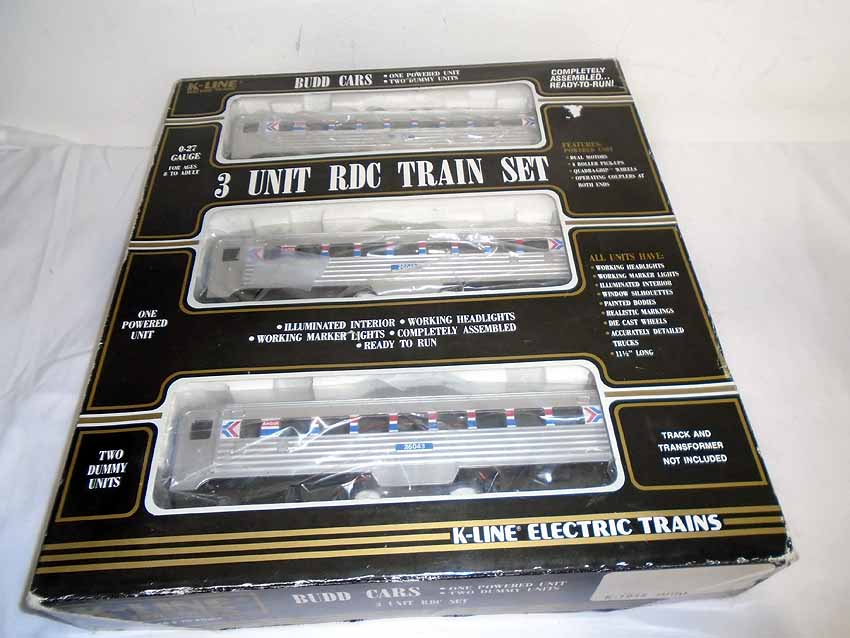 K-LINE
BUDD CARS • ONE POWERED UNIT
• TWO DUMMY UNITS
COMPLETELY
ASSEMBLED...
READY-TO-RUN!
0-27
GAUGE
FOR AGES
8 TO ADULT
FEATURES:
POWERED UNIT
• DUAL MOTORS
• 4 ROLLER PICK-UPS
• QUADRAGRIP™ WHEELS
• OPERATING COUPLERS AT
BOTH ENDS
3 UNIT RDC TRAIN SET
ONE
POWERED
UNIT
ALL UNITS HAVE:
• WORKING HEADLIGHTS
• WORKING MARKER LIGHTS
• ILLUMINATED INTERIOR
• WINDOW SILHOUETTES
• PAINTED BODIES
• REALISTIC MARKINGS
• DIE CAST WHEELS
• ACCURATELY DETAILED
TRUCKS
• 11½" LONG
• ILLUMINATED INTERIOR • WORKING HEADLIGHTS
• WORKING MARKER LIGHTS • COMPLETELY ASSEMBLED
• READY TO RUN
TWO
DUMMY
UNITS
Amtrak
26043
TRACK AND
TRANSFORMER
NOT INCLUDED
K-LINE® ELECTRIC TRAINS
BUDD CARS • ONE POWERED UNIT
• TWO DUMMY UNITS
3 UNIT RDC SET